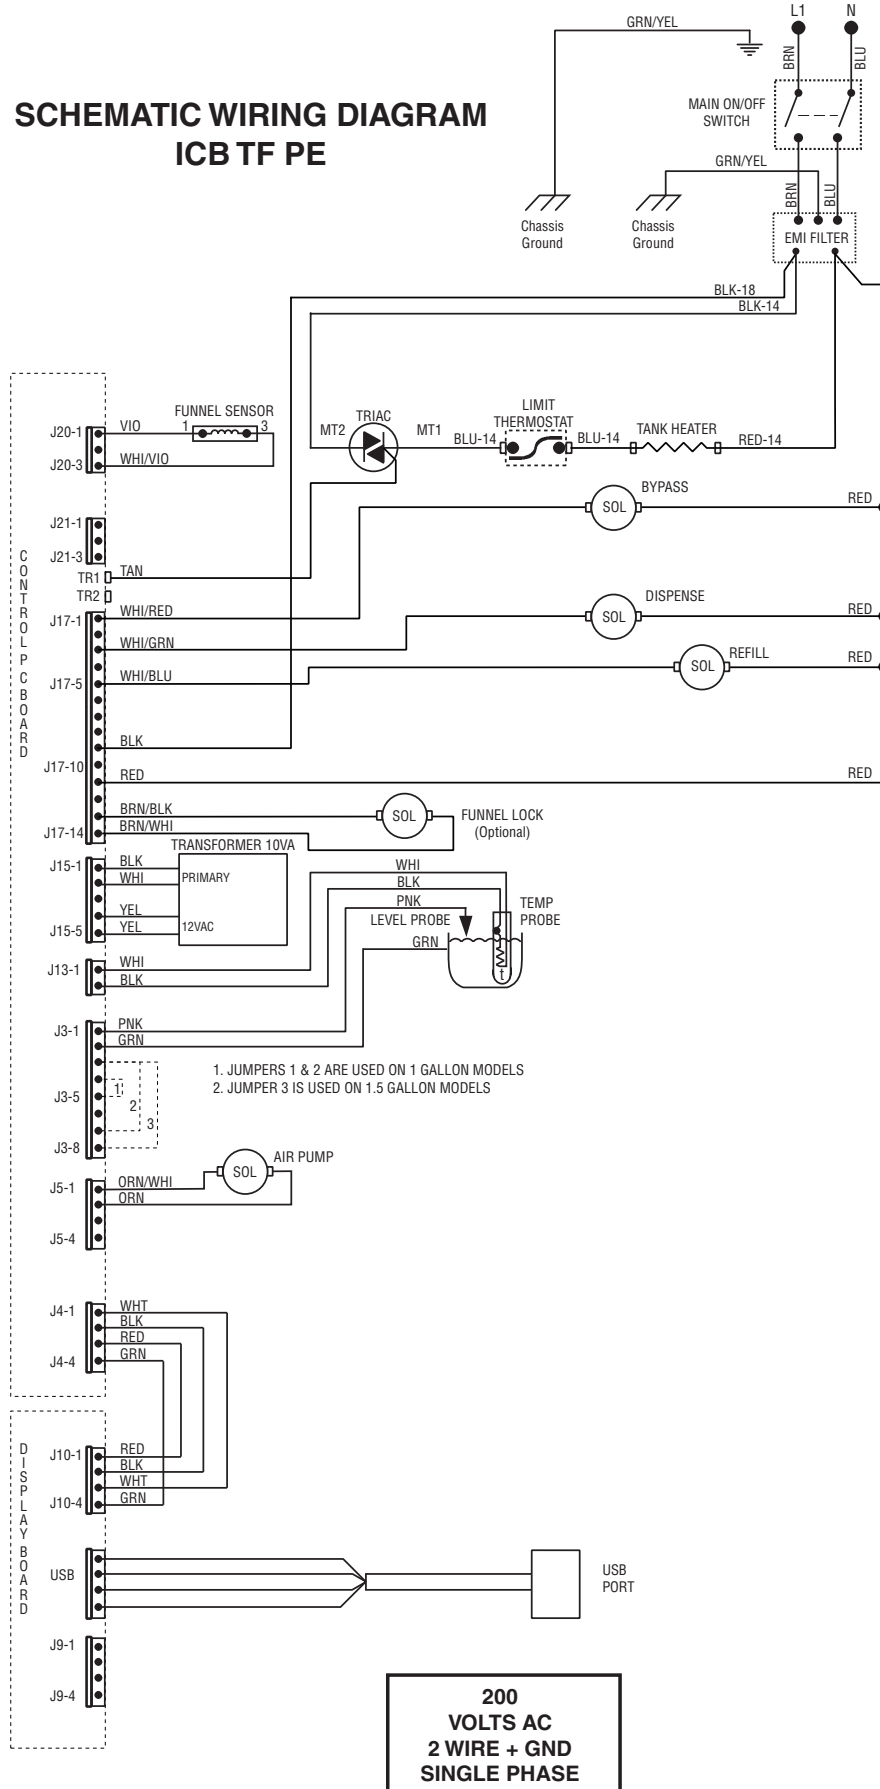 L1 N
GRN/YEL
BRN
BLU
SCHEMATIC WIRING DIAGRAM
ICB TF PE
MAIN ON/OFF
SWITCH
GRN/YEL
BRN
BLU
Chassis
Ground
Chassis
Ground
EMI FILTER
BLK-18
BLK-14
CONTROL PC BOARD
J20-1
VIO
FUNNEL SENSOR
1 3
J20-3
WHI/VIO
MT2
TRIAC
MT1
BLU-14
LIMIT
THERMOSTAT
BLU-14
TANK HEATER
RED-14
SOL
BYPASS
RED
J21-1
J21-3
TR1
TAN
TR2
J17-1
WHI/RED
SOL
DISPENSE
RED
WHI/GRN
J17-5
WHI/BLU
SOL
REFILL
RED
BLK
J17-10
RED
RED
BRN/BLK
SOL
FUNNEL LOCK
(Optional)
J17-14
BRN/WHI
TRANSFORMER 10VA
J15-1
BLK
WHI
PRIMARY
YEL
J15-5
YEL
12VAC
WHI
BLK
PNK
LEVEL PROBE
GRN
TEMP
PROBE
t
J13-1
WHI
BLK
J3-1
PNK
GRN
J3-5
1
2
3
J3-8
1. JUMPERS 1 & 2 ARE USED ON 1 GALLON MODELS
2. JUMPER 3 IS USED ON 1.5 GALLON MODELS
SOL
AIR PUMP
J5-1
ORN/WHI
ORN
J5-4
J4-1
WHT
BLK
RED
J4-4
GRN
DISPLAY BOARD
J10-1
RED
BLK
WHT
J10-4
GRN
USB
USB
PORT
J9-1
J9-4
200
VOLTS AC
2 WIRE + GND
SINGLE PHASE